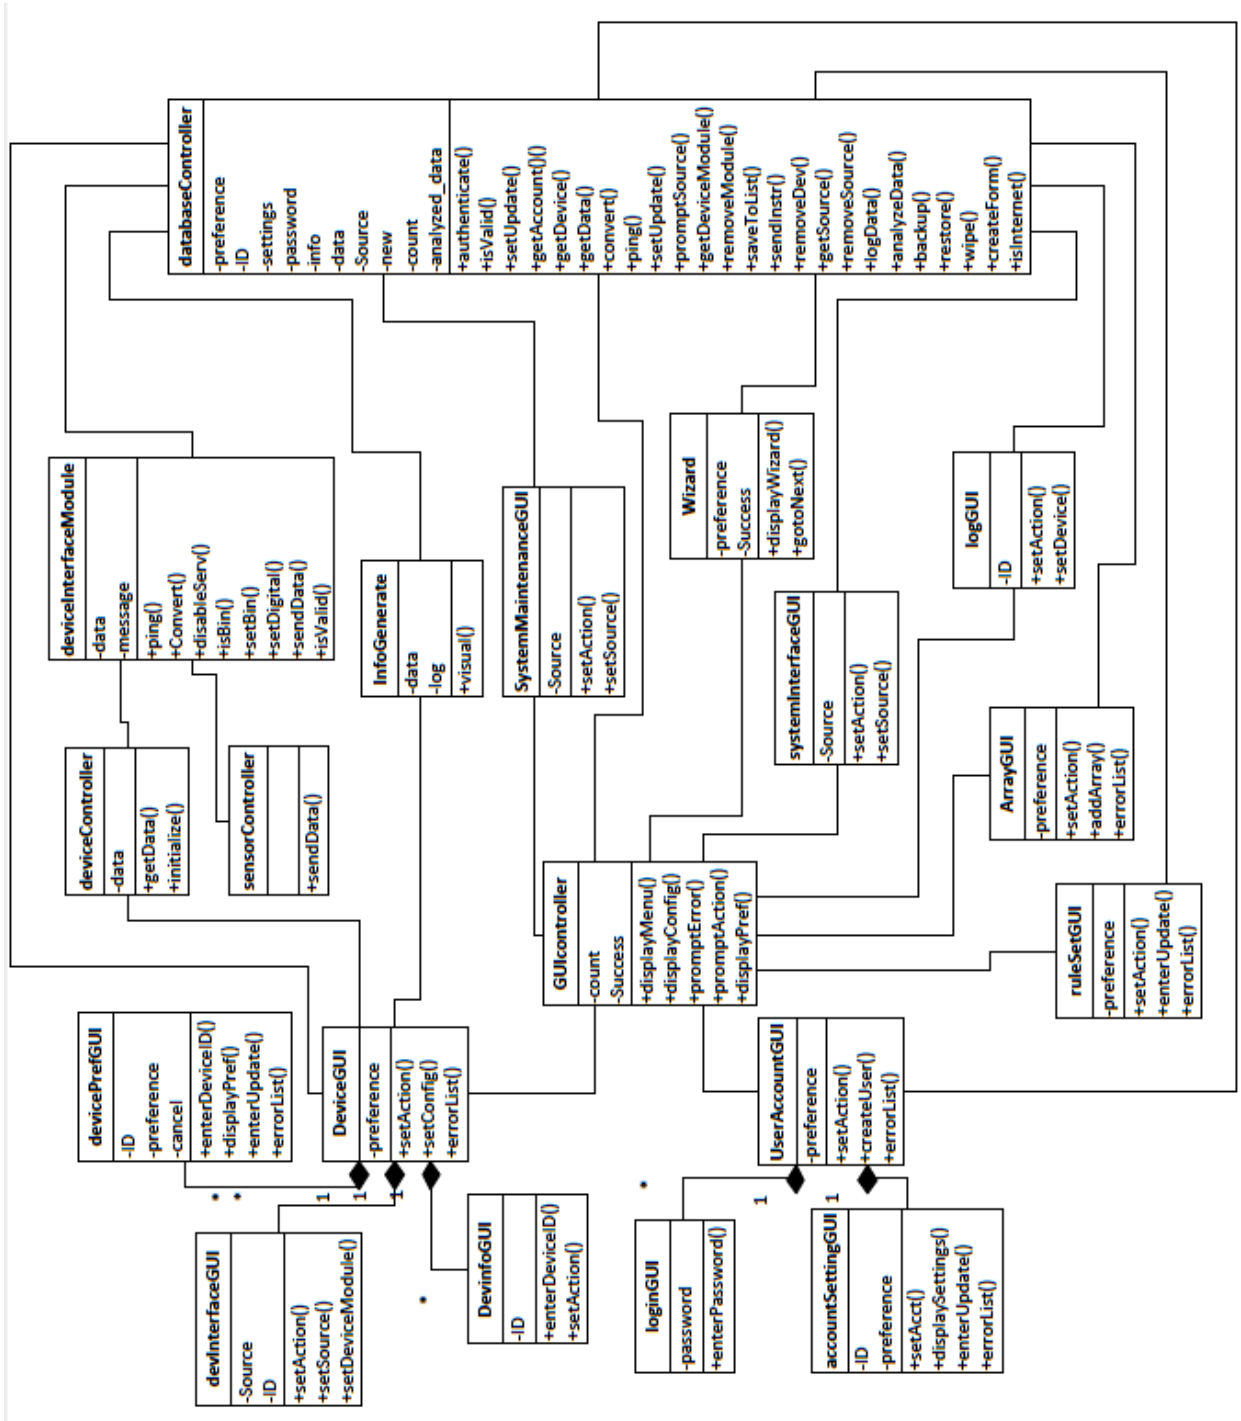 databaseController
-preference
-ID
-settings
-password
-info
-data
-Source
-new
-count
-analyzed_data
+authenticate()
+isValid()
+setUpdate()
+getAccount()()
+getDevice()
+getData()
+convert()
+ping()
+setUpdate()
+promptSource()
+getDeviceModule()
+removeModule()
+saveToList()
+sendInstr()
+removeDev()
+getSource()
+removeSource()
+logData()
+analyzeData()
+backup()
+restore()
+wipe()
+createForm()
+isInternet()
deviceInterfaceModule
-data
-message
+ping()
+Convert()
+disableServ()
+isBin()
+setBin()
+setDigital()
+sendData()
+isValid()
InfoGenerate
-data
-log
+visual()
SystemMaintenanceGUI
-Source
+setAction()
+setSource()
Wizard
-preference
-Success
+displayWizard()
+gotoNext()
systemInterfaceGUI
-Source
+setAction()
+setSource()
logGUI
-ID
+setAction()
+setDevice()
deviceController
-data
+getData()
+initialize()
sensorController
+sendData()
GUIcontroller
-count
-Success
+displayMenu()
+displayConfig()
+promptError()
+promptAction()
+displayPref()
ArrayGUI
-preference
+setAction()
+addArray()
+errorList()
ruleSetGUI
-preference
+setAction()
+enterUpdate()
+errorList()
devicePrefGUI
-ID
-preference
-cancel
+enterDeviceID()
+displayPref()
+enterUpdate()
+errorList()
DeviceGUI
-preference
+setAction()
+setConfig()
+errorList()
UserAccountGUI
-preference
+setAction()
+createUser()
+errorList()
*
*
1
1
1
*
*
1
1
devInterfaceGUI
-Source
-ID
+setAction()
+setSource()
+setDeviceModule()
DevinfoGUI
-ID
+enterDeviceID()
+setAction()
loginGUI
-password
+enterPassword()
accountSettingGUI
-ID
-preference
+setAcct()
+displaySettings()
+enterUpdate()
+errorList()